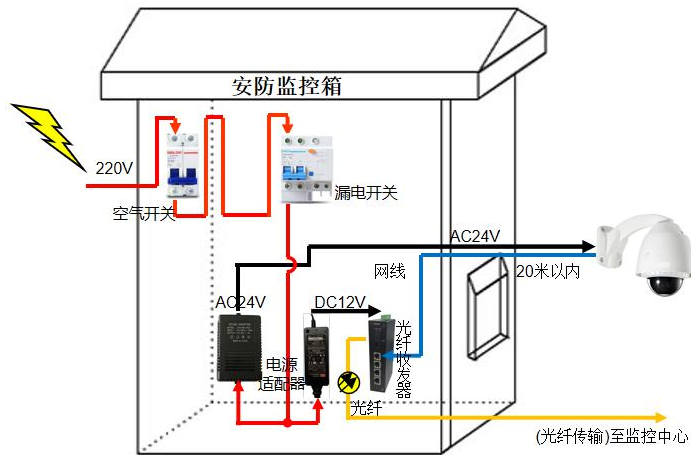 安防监控箱
220V
空气开关
漏电开关
AC24V
网线
20米以内
AC24V
DC12V
电源
适配器
光纤收发器
光纤
(光纤传输)至监控中心